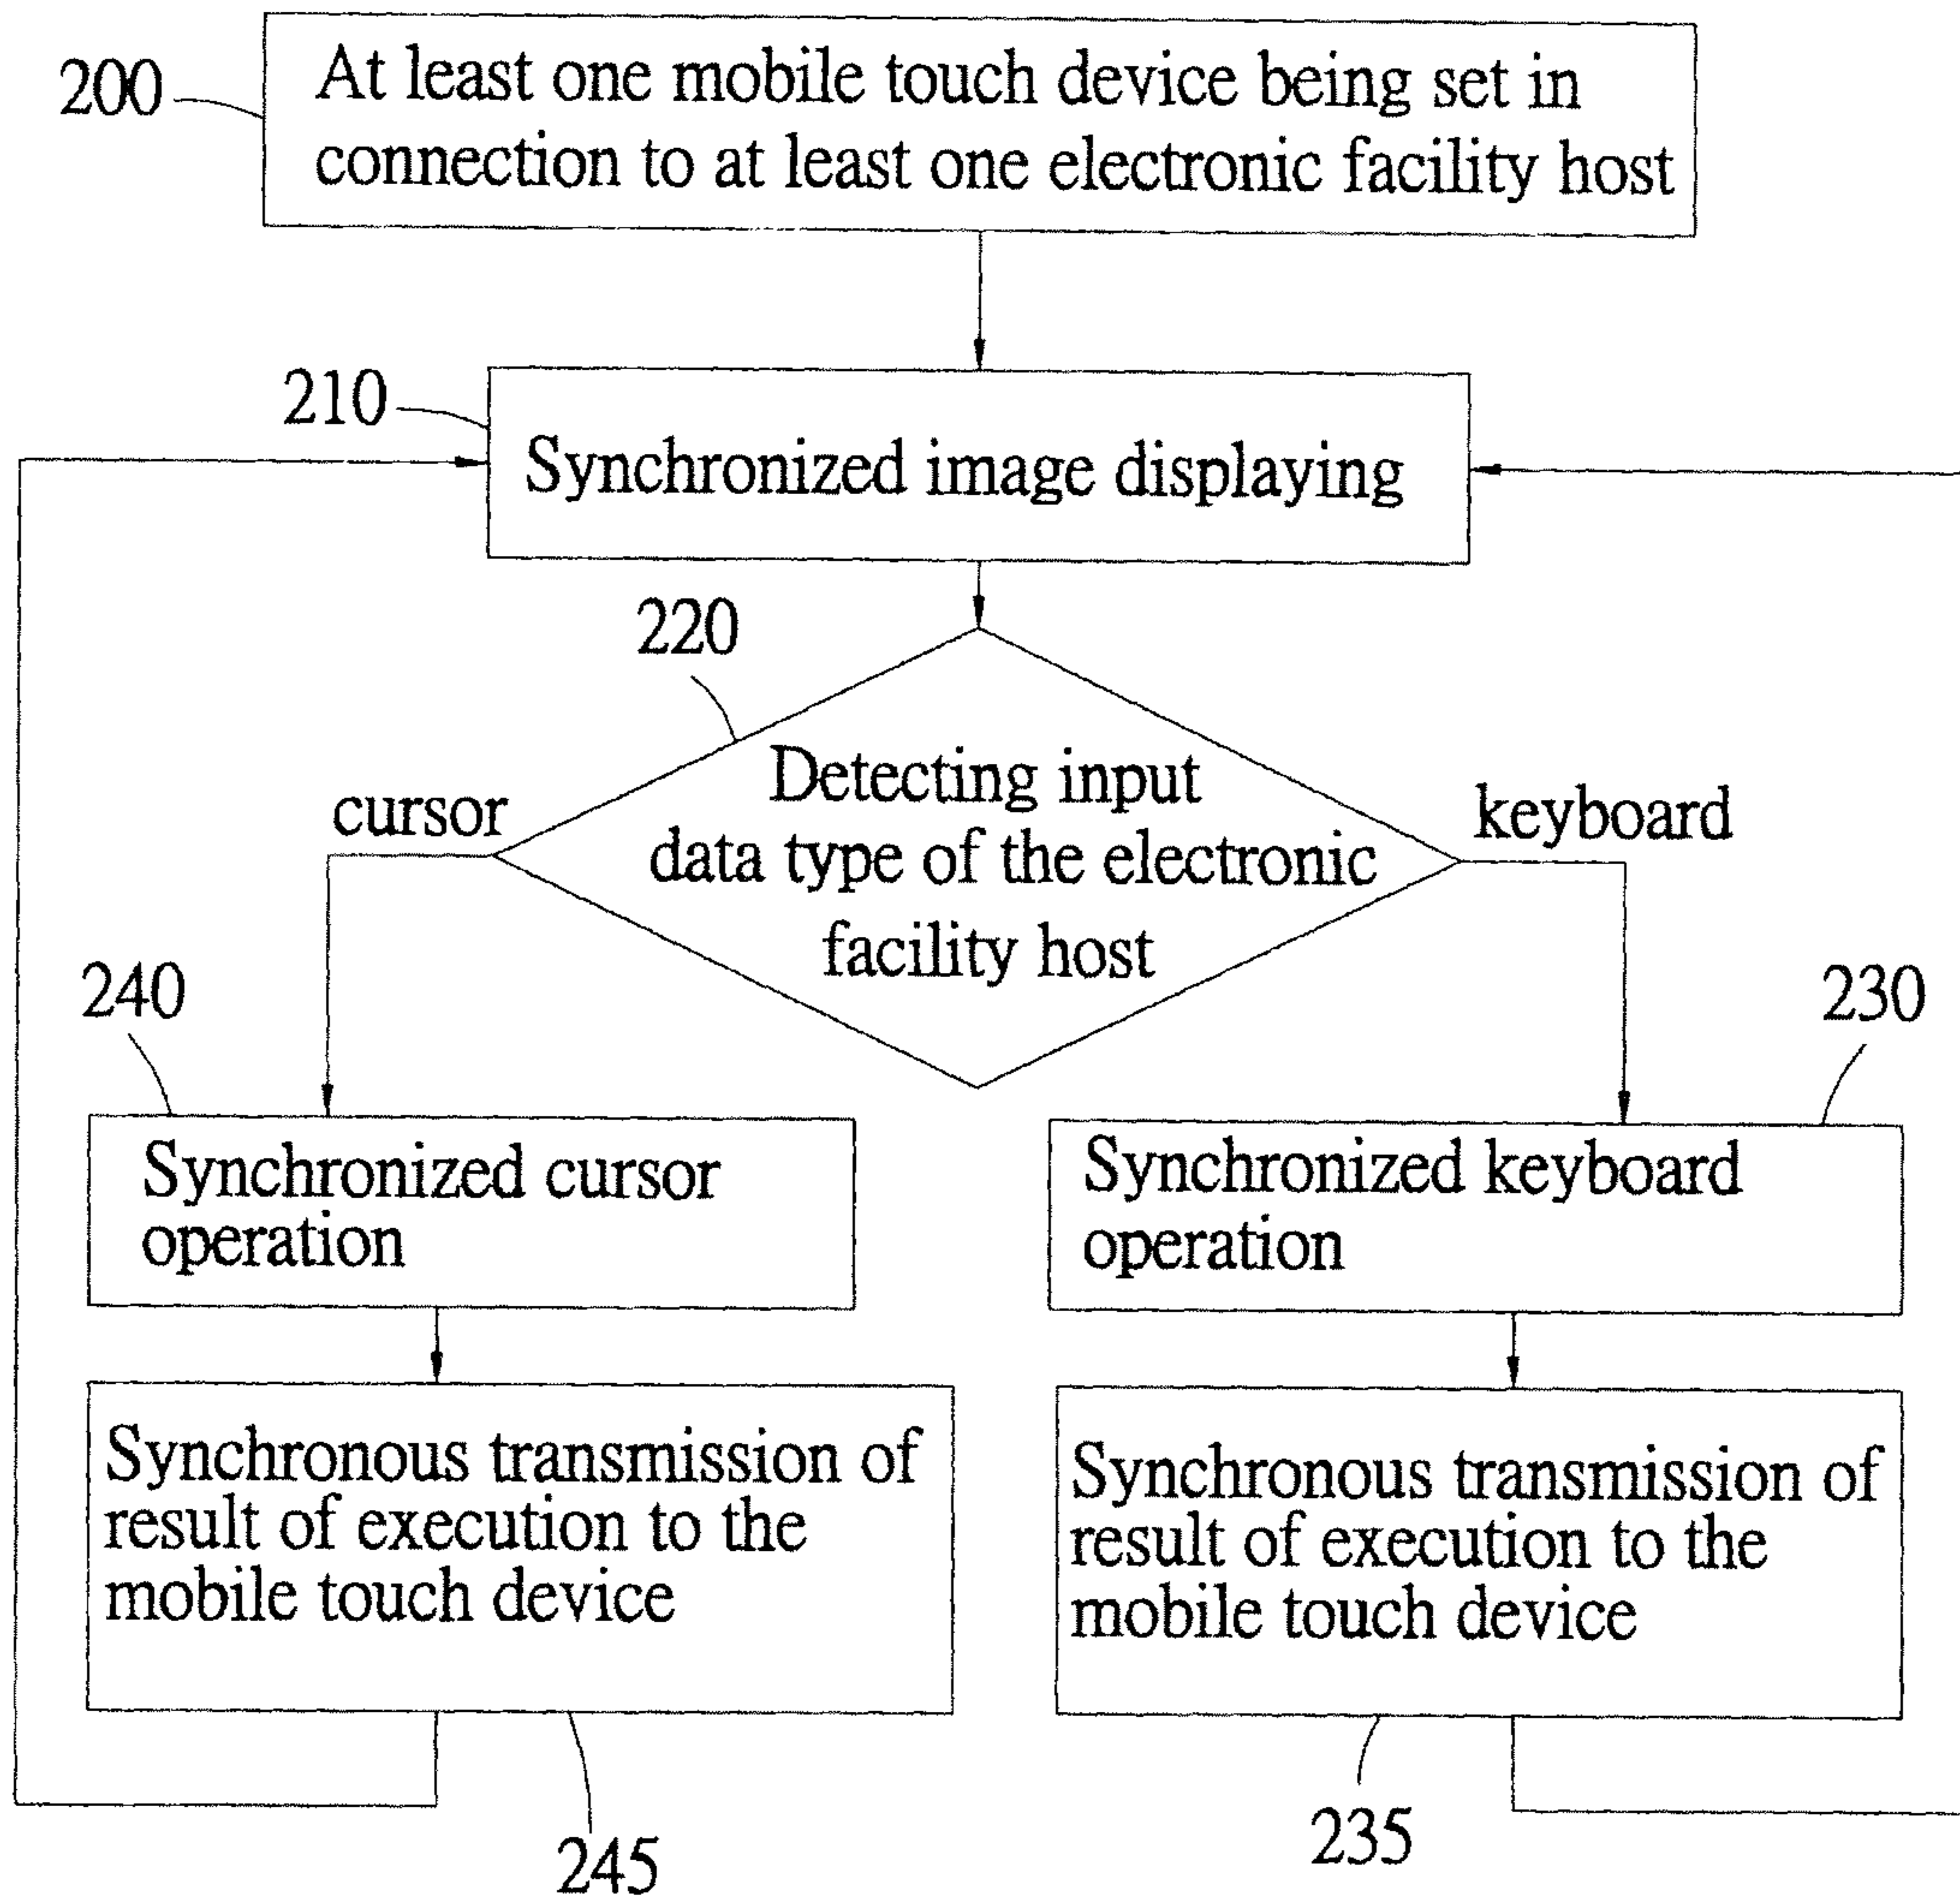 200
At least one mobile touch device being set in
connection to at least one electronic facility host
210
Synchronized image displaying
220
Detecting input
data type of the electronic
facility host
cursor
keyboard
240
230
Synchronized cursor
operation
Synchronized keyboard
operation
Synchronous transmission of
result of execution to the
mobile touch device
Synchronous transmission of
result of execution to the
mobile touch device
245
235